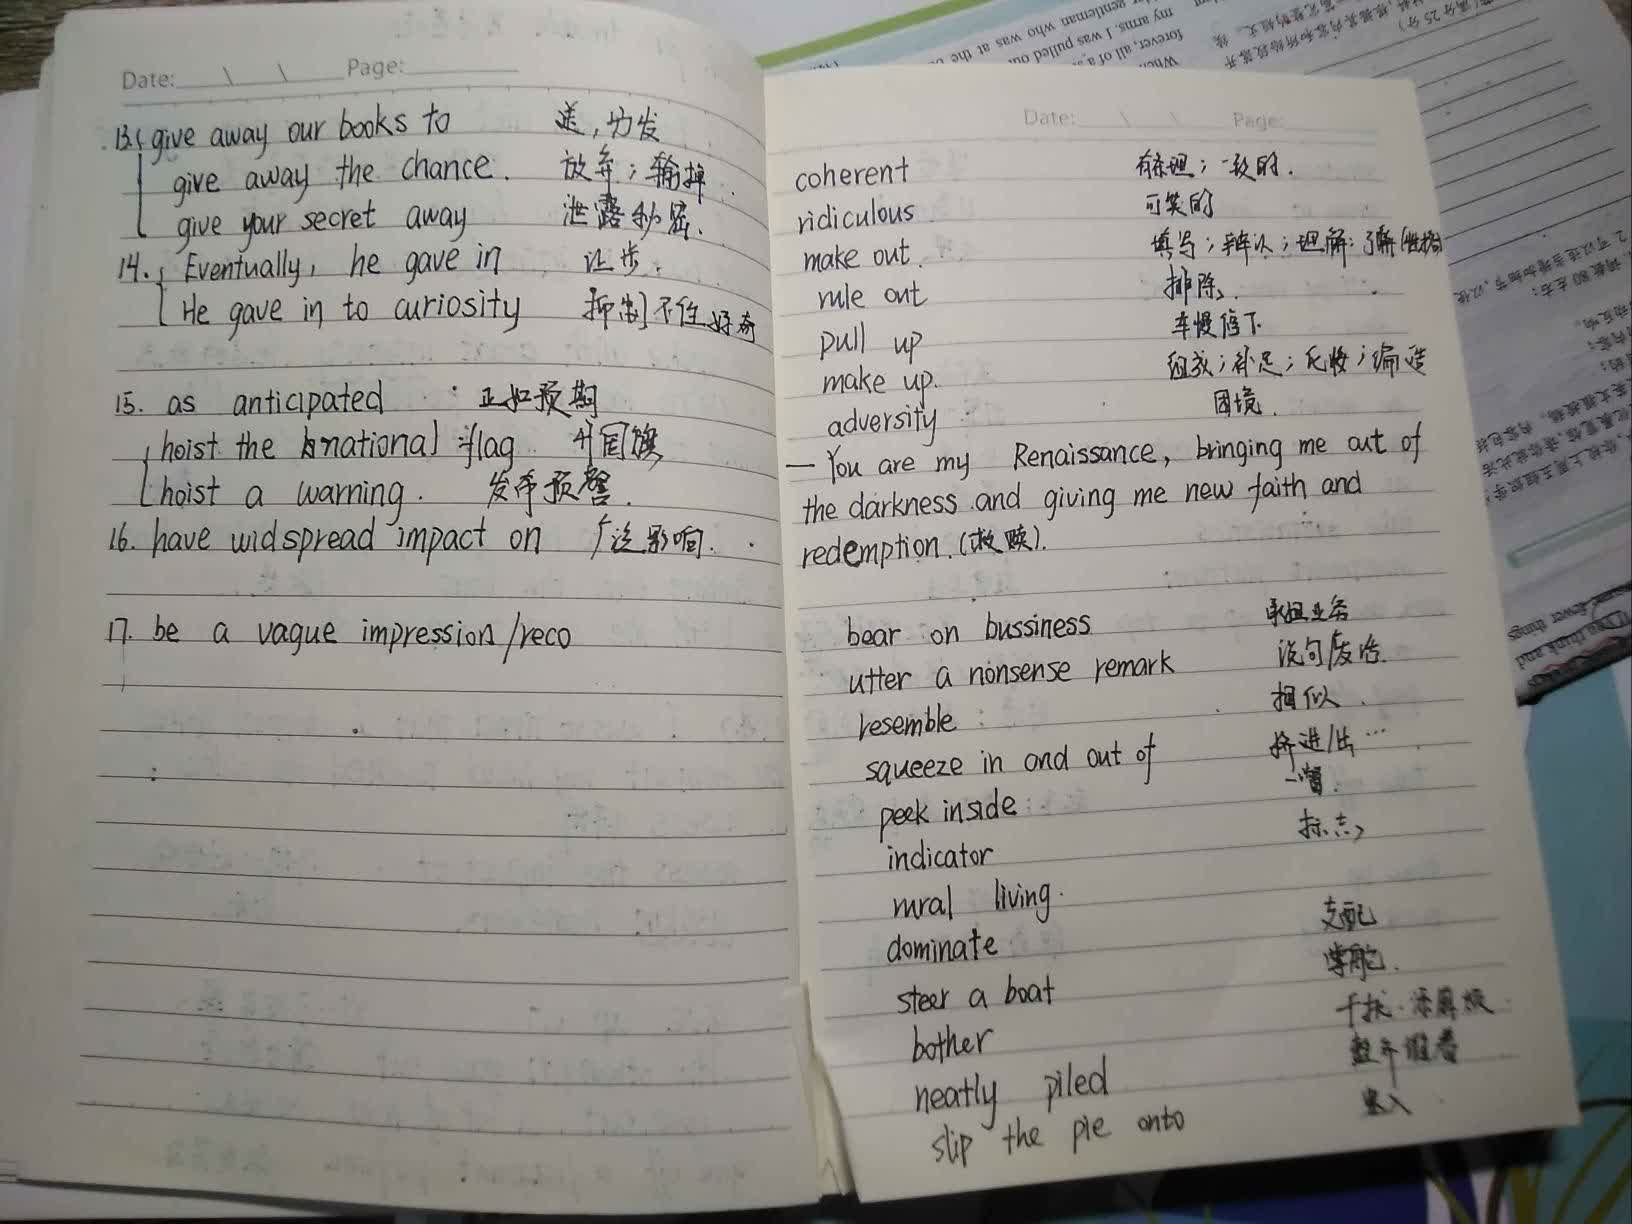 Date: \ \ Page:
13. give away our books to 送,分发
give away the chance. 放弃;输掉.
give your secret away 泄露秘密.
14. Eventually, he gave in 让步.
He gave in to curiosity 抑制不住好奇
15. as anticipated 正如预期
hoist the national flag 升国旗
hoist a warning. 发布预警.
16. have widspread impact on 广泛影响.
17. be a vague impression/reco
Date: \ \ Page:
coherent 有条理;一致的.
ridiculous 可笑的
make out. 填写;辨认;理解;了解
rule out 排除.
pull up 车慢停下
make up. 组成;补足;化妆;编造
adversity 困境.
— You are my Renaissance, bringing me out of
the darkness and giving me new faith and
redemption.(救赎).
bear on bussiness 承担业务
utter a nonsense remark 说句废话.
resemble 相似.
squeeze in and out of 挤进/出…
peek inside 一瞥.
indicator 标志
rural living.
dominate 支配
steer a boat 掌舵.
bother 干扰.添麻烦
neatly piled 整齐堆着
slip the pie onto 塞入